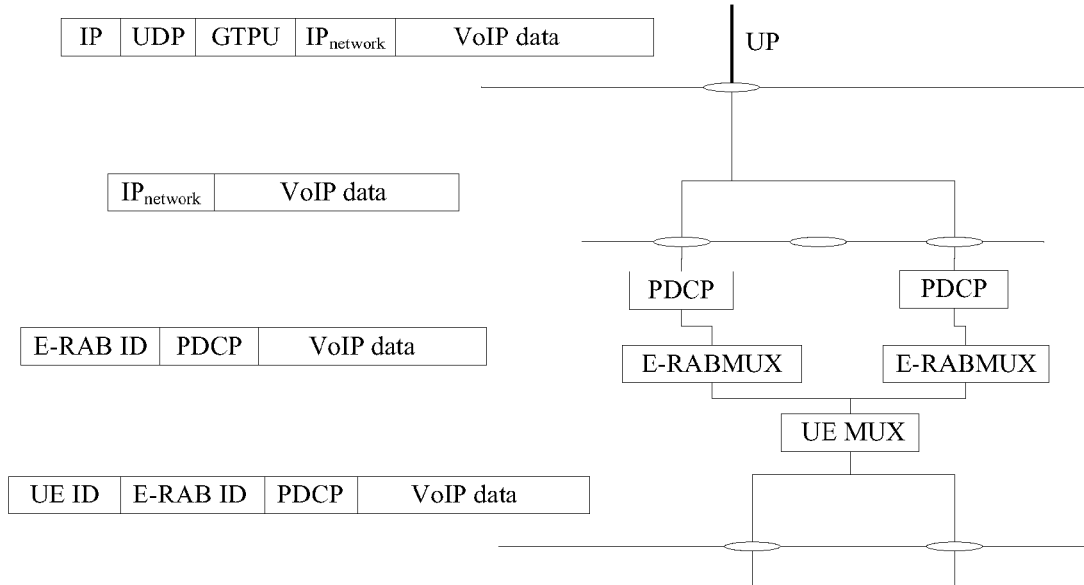 IP UDP GTPU IPnetwork VoIP data
UP
IPnetwork VoIP data
PDCP PDCP
E-RAB ID PDCP VoIP data
E-RABMUX E-RABMUX
UE MUX
UE ID E-RAB ID PDCP VoIP data